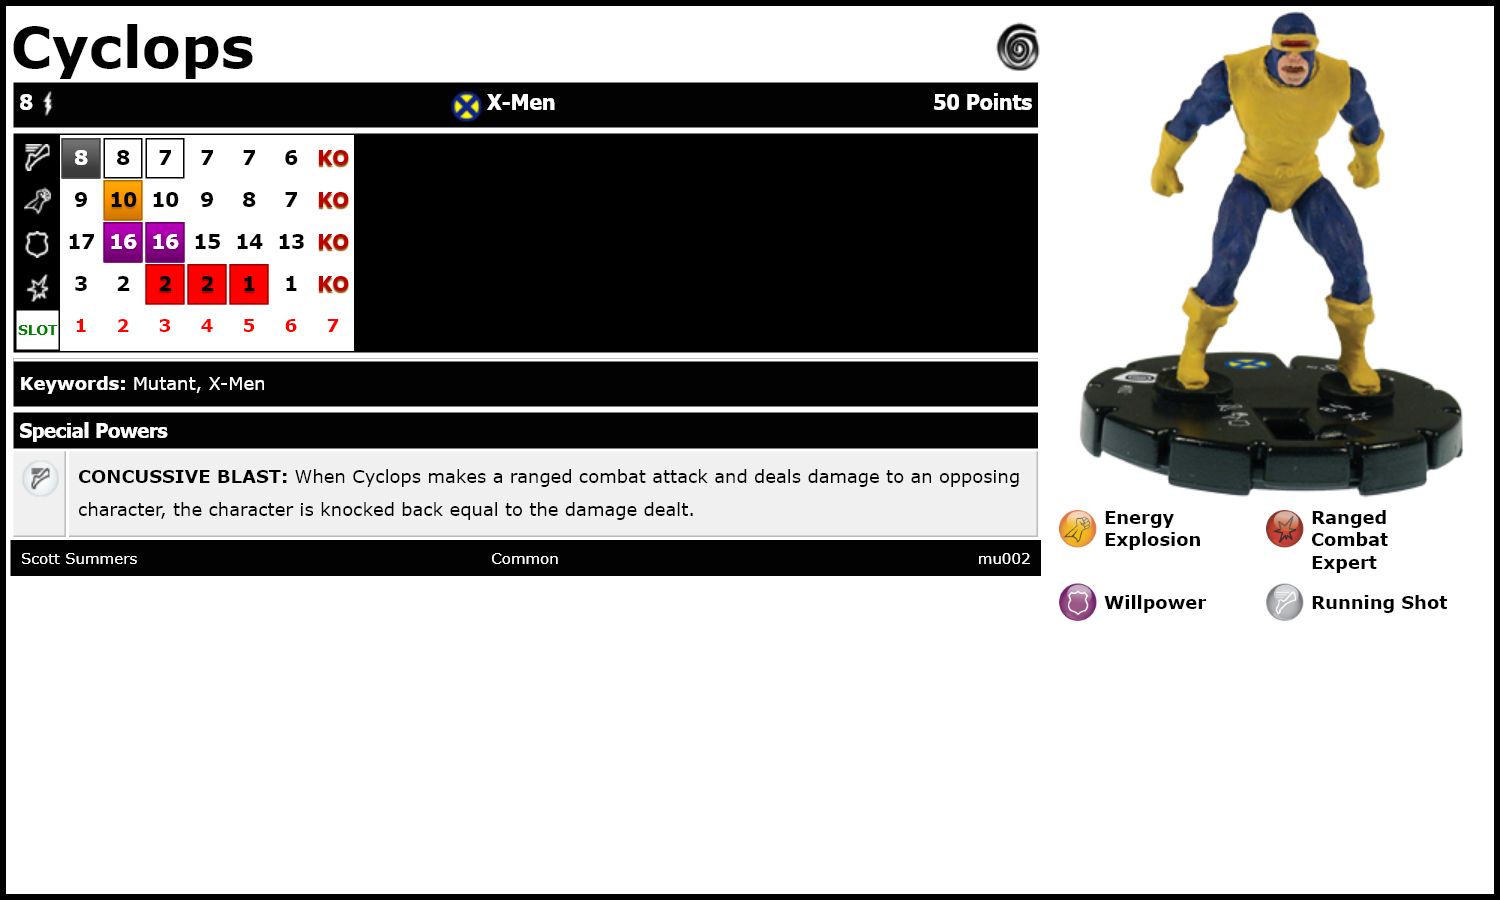 Cyclops
8 X-Men 50 Points
8 8 7 7 7 6 KO
9 10 10 9 8 7 KO
17 16 16 15 14 13 KO
3 2 2 2 1 1 KO
SLOT 1 2 3 4 5 6 7
Keywords: Mutant, X-Men
Special Powers
CONCUSSIVE BLAST: When Cyclops makes a ranged combat attack and deals damage to an opposing
character, the character is knocked back equal to the damage dealt.
Scott Summers Common mu002
Energy
Explosion
Ranged
Combat
Expert
Willpower
Running Shot